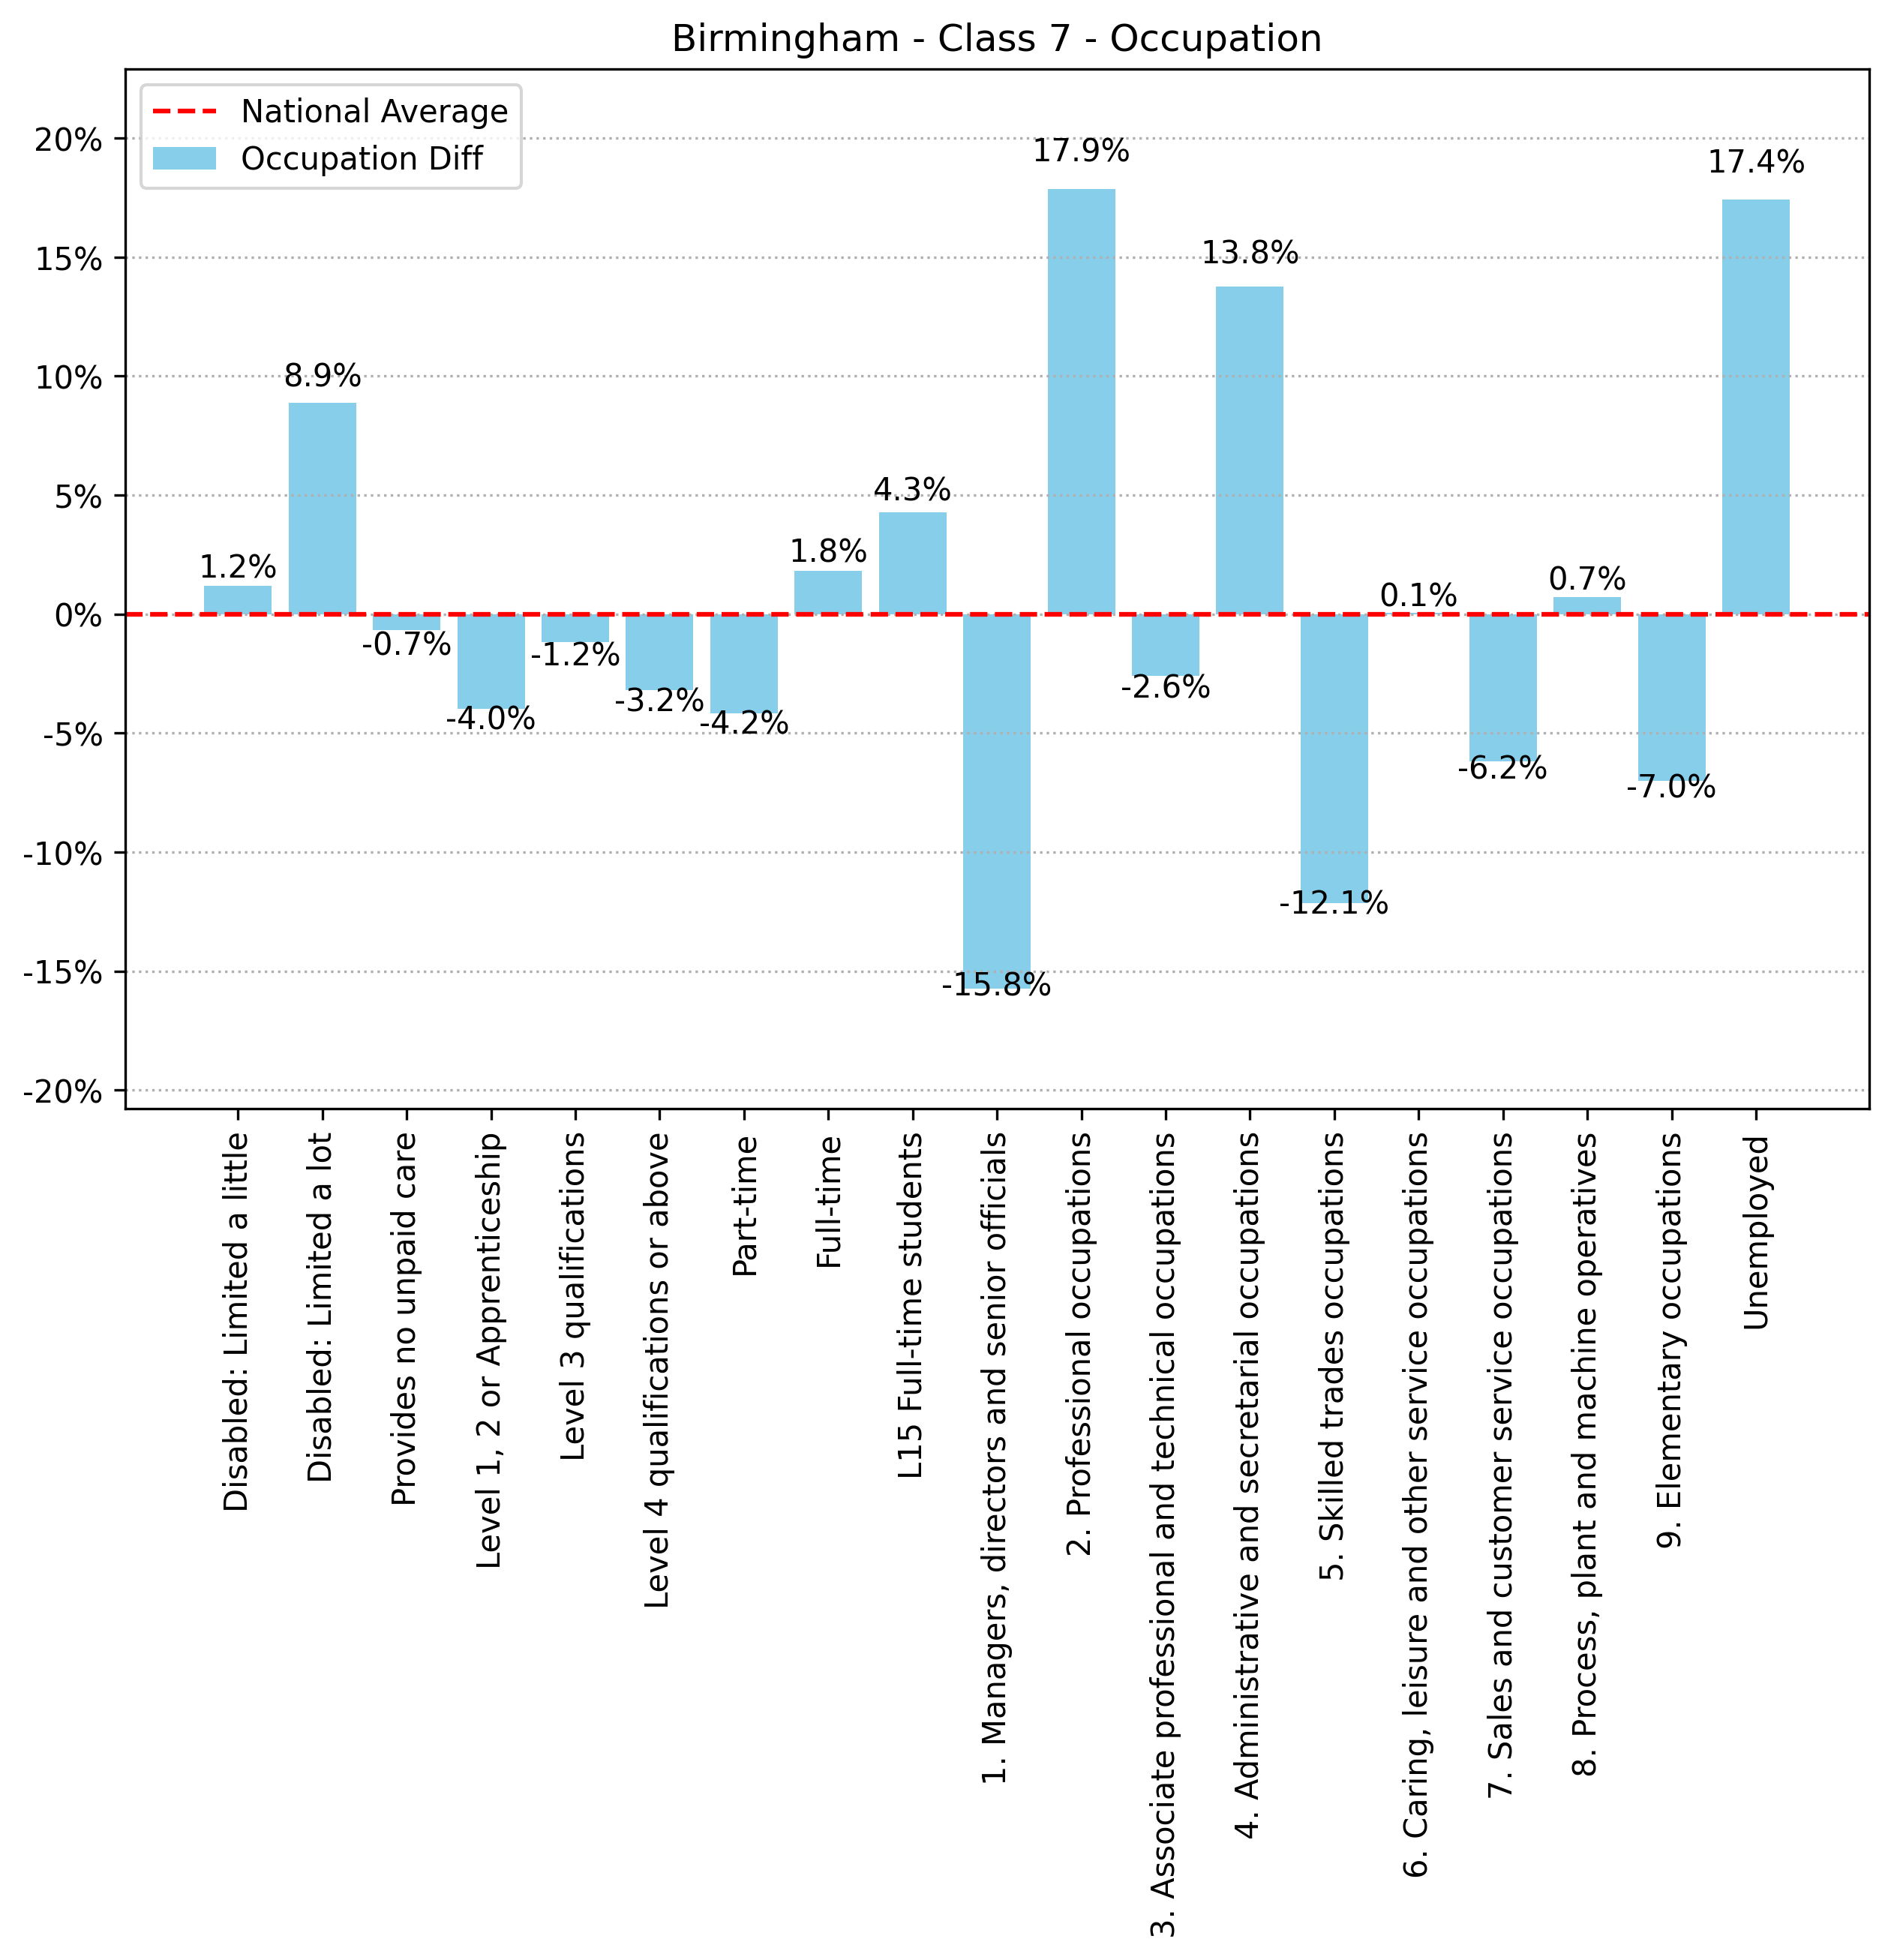 Birmingham - Class 7 - Occupation
National Average
Occupation Diff
20%
15%
10%
5%
0%
-5%
-10%
-15%
-20%
1.2%
8.9%
-0.7%
-4.0%
-1.2%
-3.2%
-4.2%
1.8%
4.3%
-15.8%
17.9%
-2.6%
13.8%
-12.1%
0.1%
-6.2%
0.7%
-7.0%
17.4%
Disabled: Limited a little
Disabled: Limited a lot
Provides no unpaid care
Level 1, 2 or Apprenticeship
Level 3 qualifications
Level 4 qualifications or above
Part-time
Full-time
L15 Full-time students
1. Managers, directors and senior officials
2. Professional occupations
3. Associate professional and technical occupations
4. Administrative and secretarial occupations
5. Skilled trades occupations
6. Caring, leisure and other service occupations
7. Sales and customer service occupations
8. Process, plant and machine operatives
9. Elementary occupations
Unemployed